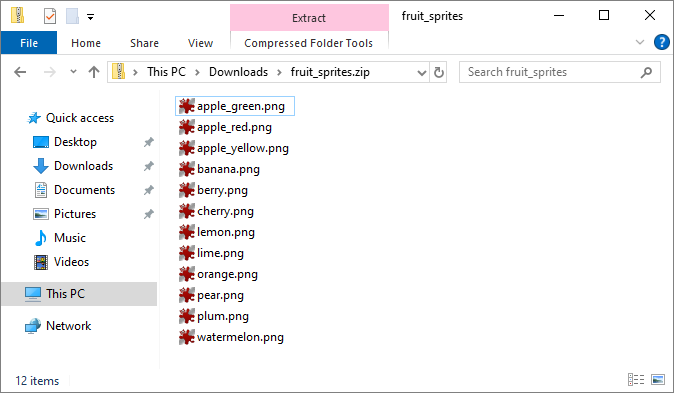 Extract fruit_sprites
File Home Share View Compressed Folder Tools
This PC Downloads fruit_sprites.zip Search fruit_sprites
Quick access
Desktop
Downloads
Documents
Pictures
Music
Videos
This PC
Network
apple_green.png
apple_red.png
apple_yellow.png
banana.png
berry.png
cherry.png
lemon.png
lime.png
orange.png
pear.png
plum.png
watermelon.png
12 items